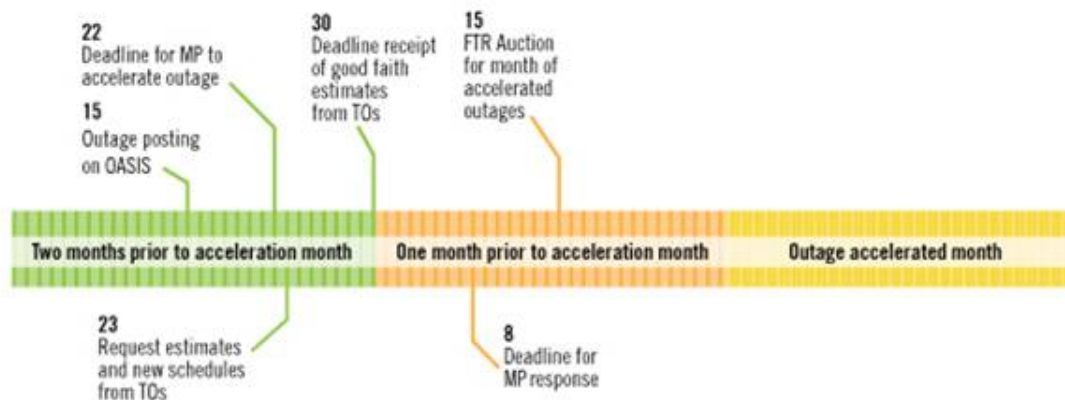 22
Deadline for MP to
accelerate outage
15
Outage posting
on OASIS
30
Deadline receipt
of good faith
estimates
from TOs
15
FTR Auction
for month of
accelerated
outages
Two months prior to acceleration month
One month prior to acceleration month
Outage accelerated month
23
Request estimates
and new schedules
from TOs
8
Deadline for
MP response